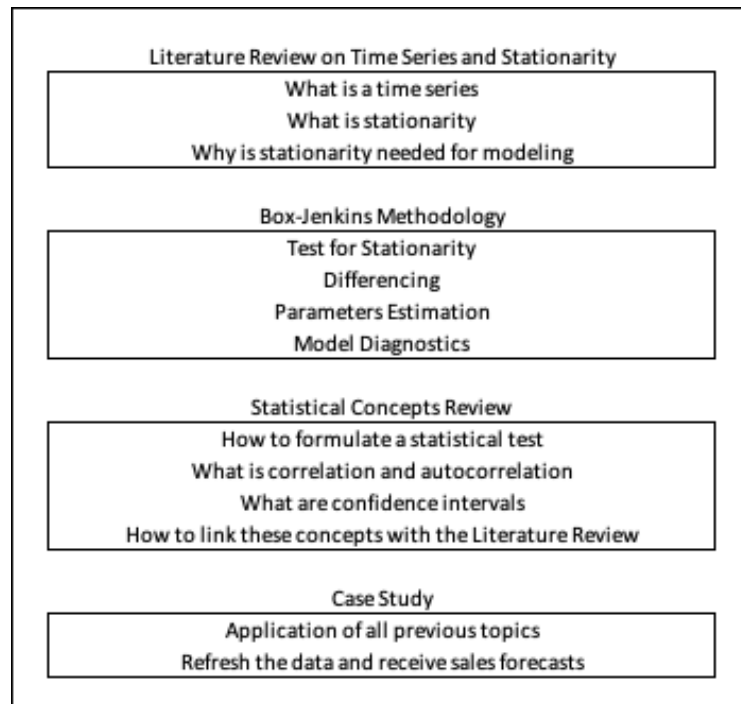 Literature Review on Time Series and Stationarity
What is a time series
What is stationarity
Why is stationarity needed for modeling
Box-Jenkins Methodology
Test for Stationarity
Differencing
Parameters Estimation
Model Diagnostics
Statistical Concepts Review
How to formulate a statistical test
What is correlation and autocorrelation
What are confidence intervals
How to link these concepts with the Literature Review
Case Study
Application of all previous topics
Refresh the data and receive sales forecasts